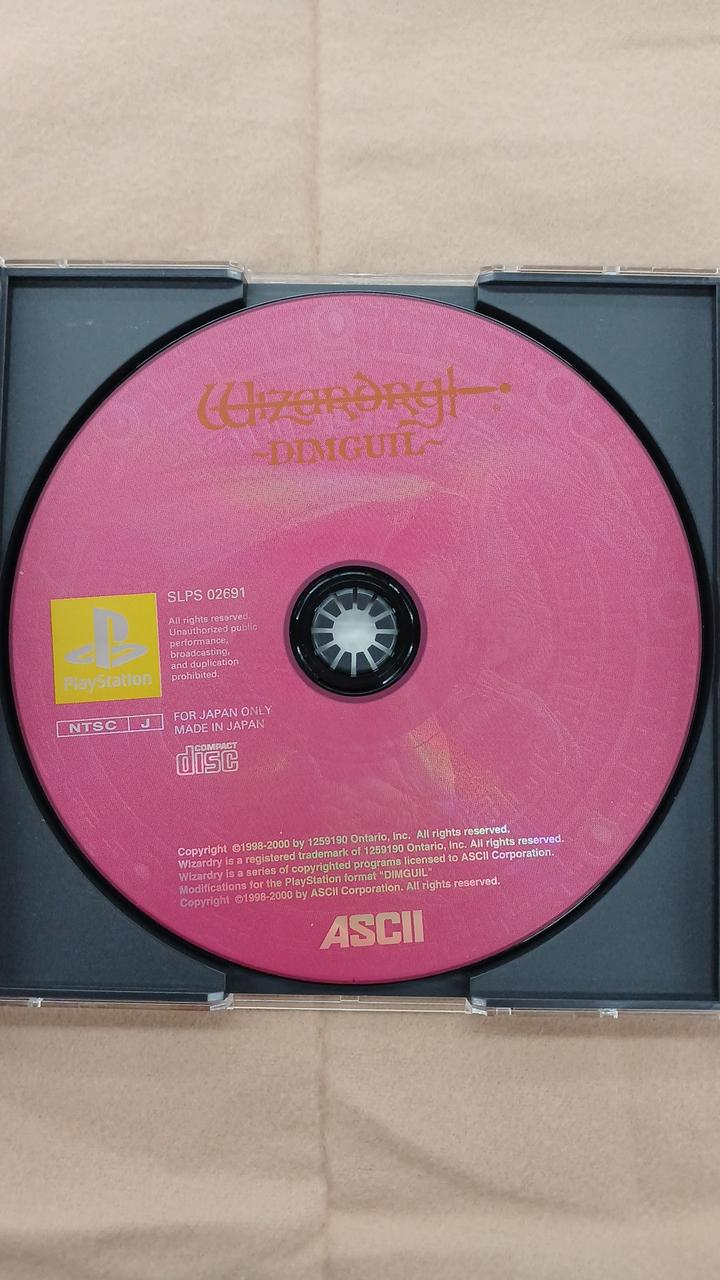 Wizardry
~DIMGUIL~
SLPS 02691
All rights reserved.
Unauthorized public
performance,
broadcasting,
and duplication
prohibited.
PlayStation
NTSC J
FOR JAPAN ONLY
MADE IN JAPAN
COMPACT
disc
Copyright ©1998-2000 by 1259190 Ontario, Inc. All rights reserved.
Wizardry is a registered trademark of 1259190 Ontario, Inc. All rights reserved.
Wizardry is a series of copyrighted programs licensed to ASCII Corporation.
Modifications for the PlayStation format "DIMGUIL"
Copyright ©1998-2000 by ASCII Corporation. All rights reserved.
ASCII